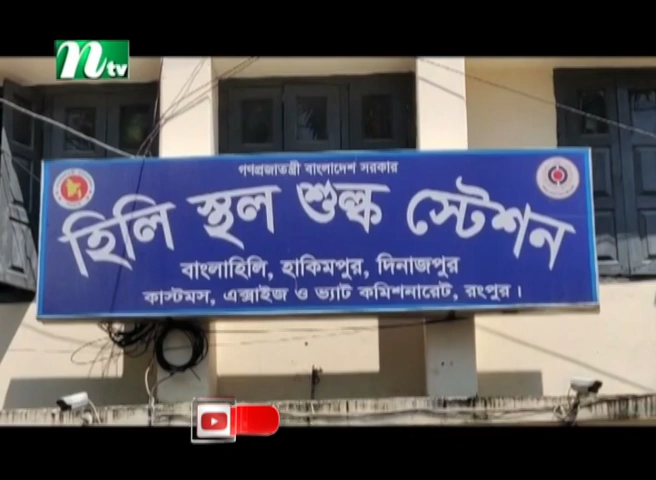 ntv
গণপ্রজাতন্ত্রী বাংলাদেশ সরকার
হিলি স্থল শুল্ক স্টেশন
বাংলাহিলি, হাকিমপুর, দিনাজপুর
কাস্টমস, এক্সাইজ ও ভ্যাট কমিশনারেট, রংপুর ।